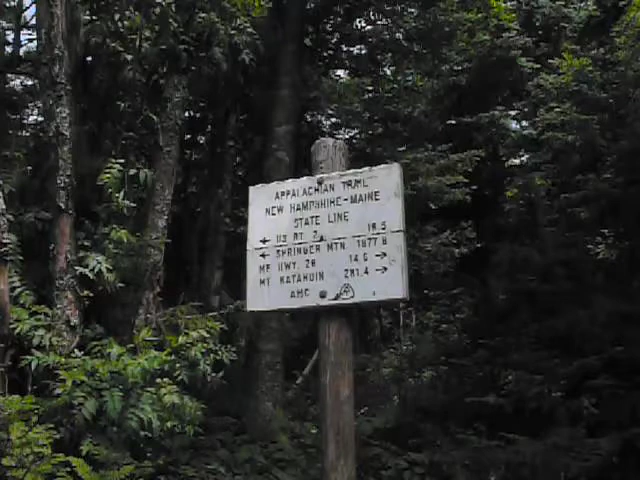 APPALACHIAN TRAIL
NEW HAMPSHIRE-MAINE
STATE LINE
← US RT. 2 16.5
← SPRINGER MTN. 1877.8
ME HWY. 26 14.6 →
MT KATAHDIN 281.4 →
AMC